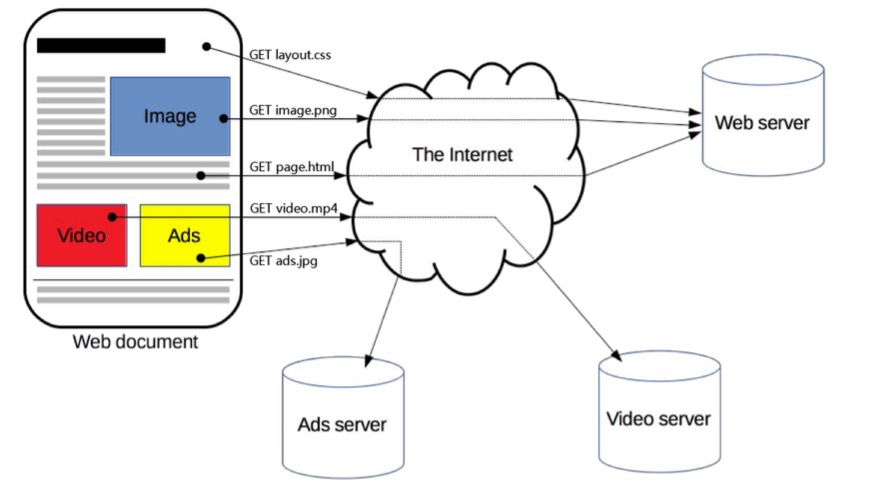 GET layout.css
Image
GET image.png
Web server
The Internet
GET page.html
GET video.mp4
Video
Ads
GET ads.jpg
Web document
Ads server
Video server